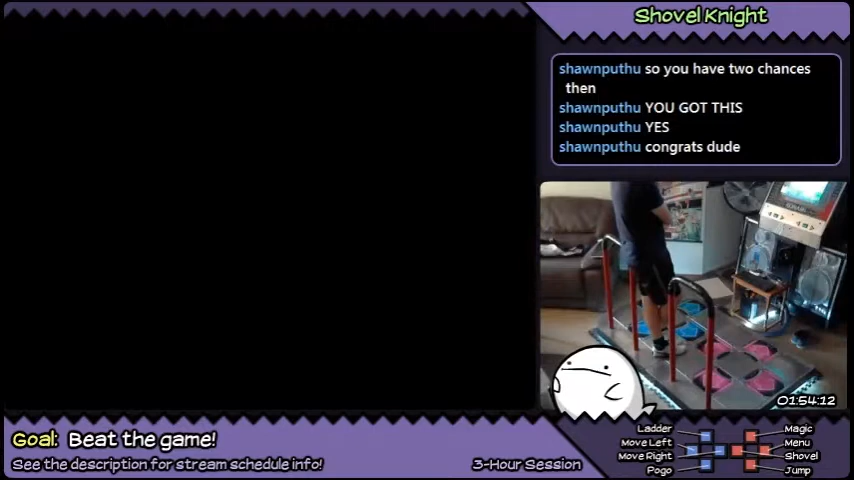 Shovel Knight
shawnputhu so you have two chances
then
shawnputhu YOU GOT THIS
shawnputhu YES
shawnputhu congrats dude
01:54:12
Goal: Beat the game!
See the description for stream schedule info!
3-Hour Session
Ladder
Move Left
Move Right
Pogo
Magic
Menu
Shovel
Jump